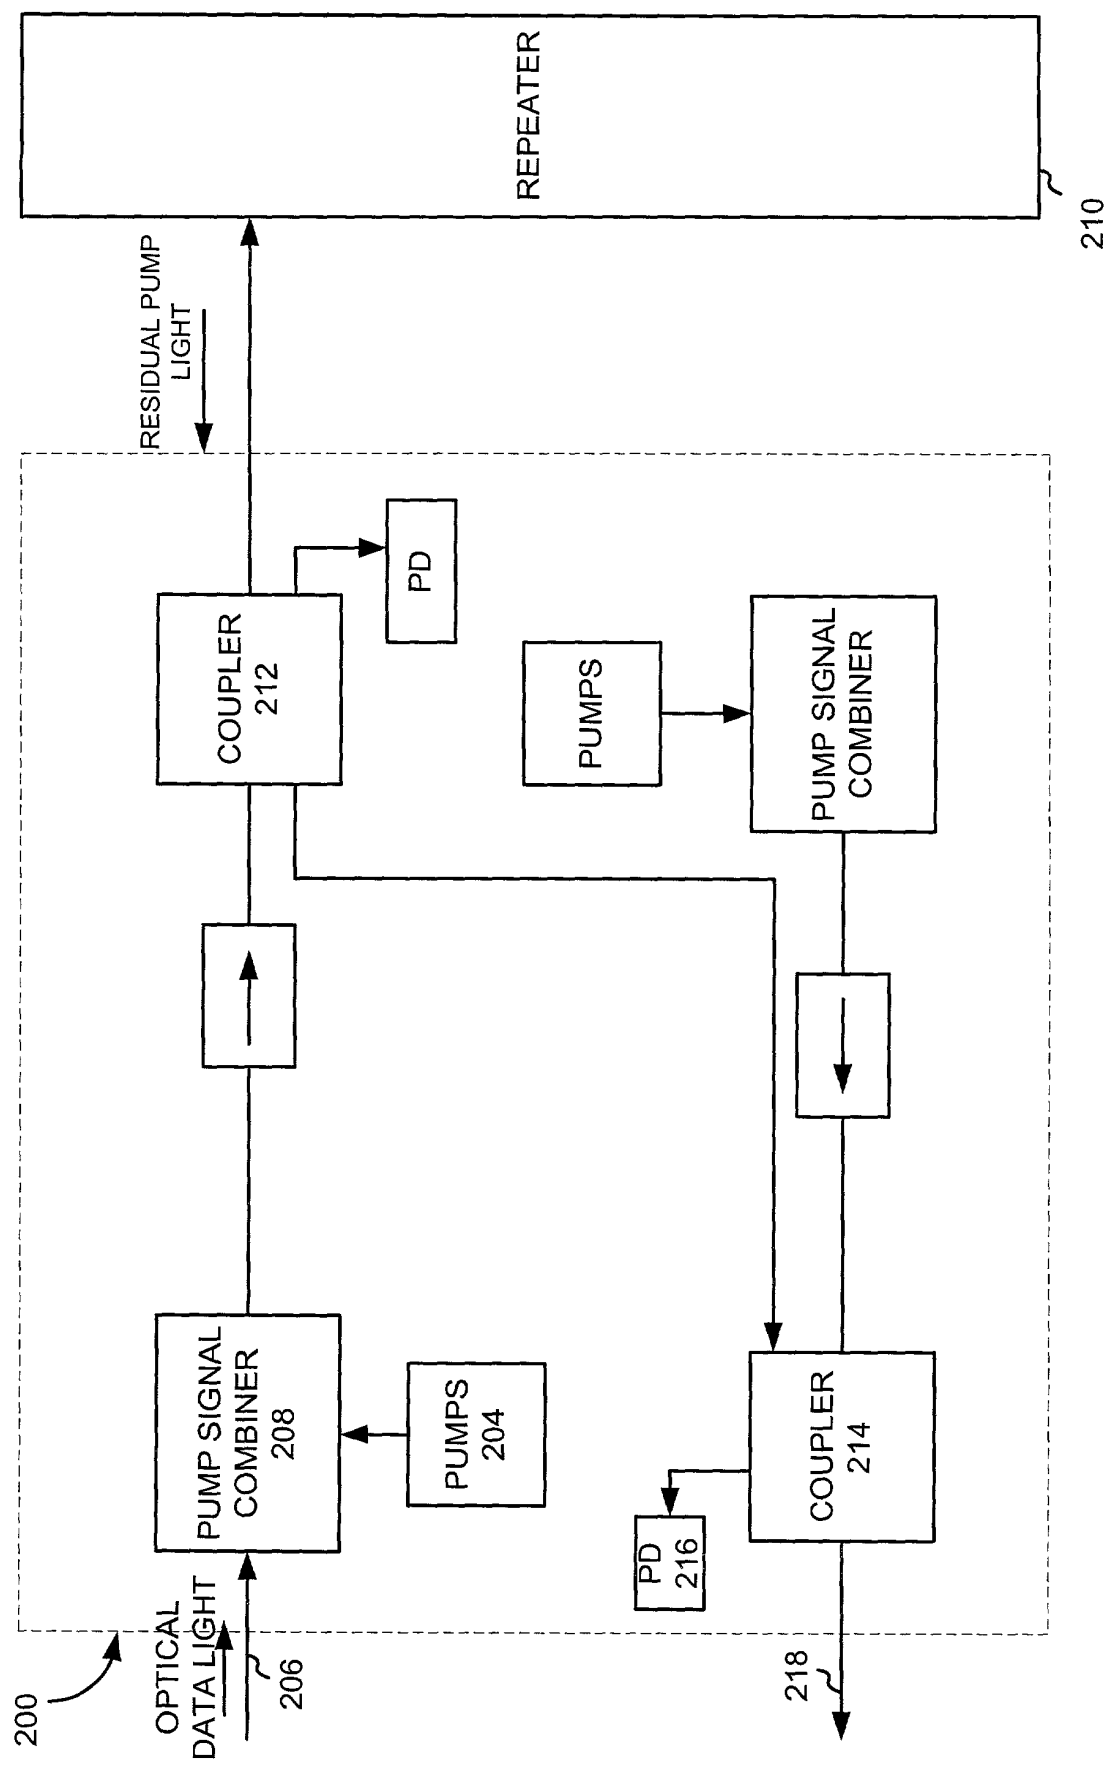 200
OPTICAL
DATA LIGHT
206
PUMP SIGNAL
COMBINER
208
PUMPS
204
COUPLER
212
PD
RESIDUAL PUMP
LIGHT
REPEATER
210
PUMPS
PUMP SIGNAL
COMBINER
COUPLER
214
PD
216
218